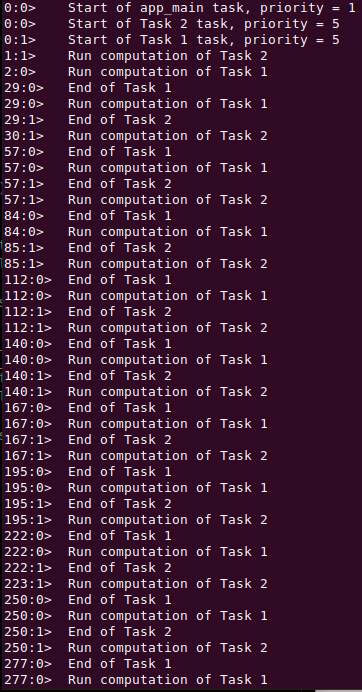 0:0>    Start of app_main task, priority = 1
0:0>    Start of Task 2 task, priority = 5
0:1>    Start of Task 1 task, priority = 5
1:1>    Run computation of Task 2
2:0>    Run computation of Task 1
29:0>   End of Task 1
29:0>   Run computation of Task 1
29:1>   End of Task 2
30:1>   Run computation of Task 2
57:0>   End of Task 1
57:0>   Run computation of Task 1
57:1>   End of Task 2
57:1>   Run computation of Task 2
84:0>   End of Task 1
84:0>   Run computation of Task 1
85:1>   End of Task 2
85:1>   Run computation of Task 2
112:0>  End of Task 1
112:0>  Run computation of Task 1
112:1>  End of Task 2
112:1>  Run computation of Task 2
140:0>  End of Task 1
140:0>  Run computation of Task 1
140:1>  End of Task 2
140:1>  Run computation of Task 2
167:0>  End of Task 1
167:0>  Run computation of Task 1
167:1>  End of Task 2
167:1>  Run computation of Task 2
195:0>  End of Task 1
195:0>  Run computation of Task 1
195:1>  End of Task 2
195:1>  Run computation of Task 2
222:0>  End of Task 1
222:0>  Run computation of Task 1
222:1>  End of Task 2
223:1>  Run computation of Task 2
250:0>  End of Task 1
250:0>  Run computation of Task 1
250:1>  End of Task 2
250:1>  Run computation of Task 2
277:0>  End of Task 1
277:0>  Run computation of Task 1